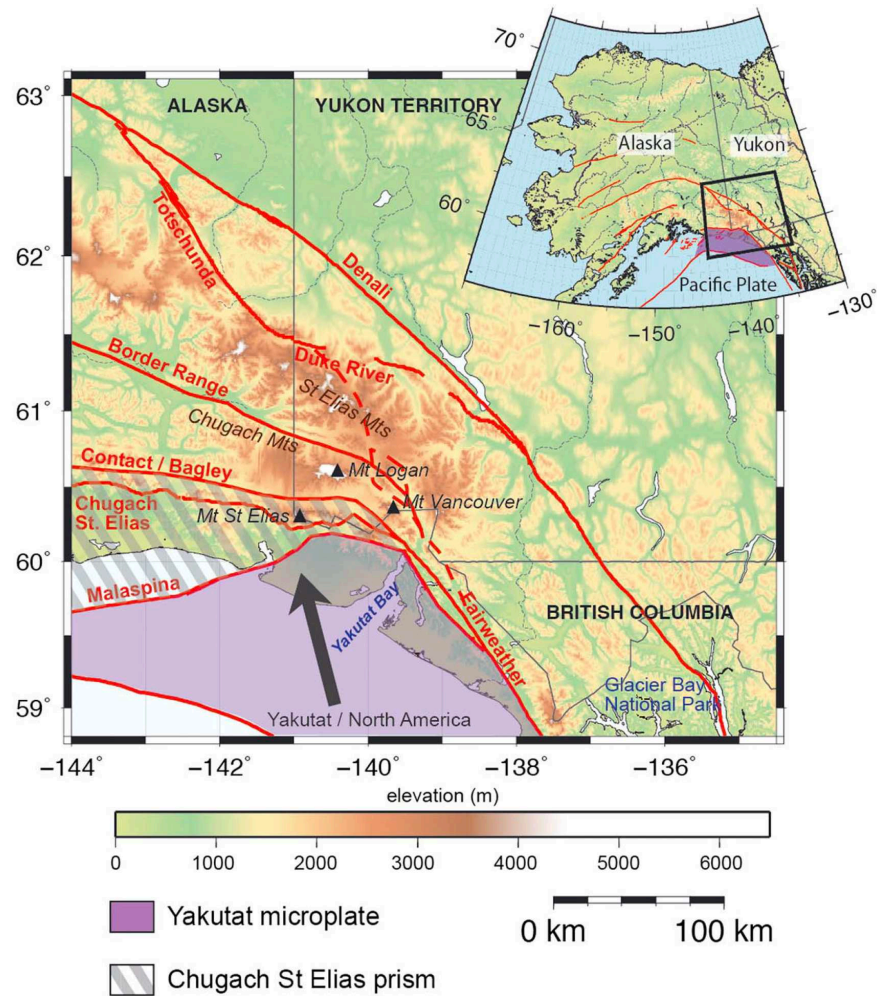 70°
65°
60°
−160°
−150°
−140°
−130°
Alaska
Yukon
Pacific Plate
63°
62°
61°
60°
59°
ALASKA
YUKON TERRITORY
Totschunda
Denali
Duke River
Border Range
St Elias Mts
Chugach Mts
Mt Logan
Contact / Bagley
Mt Vancouver
Chugach
St. Elias
Mt St Elias
Malaspina
Yakutat Bay
Fairweather
BRITISH COLUMBIA
Glacier Bay
National Park
Yakutat / North America
−144°
−142°
−140°
−138°
−136°
elevation (m)
0
1000
2000
3000
4000
5000
6000
Yakutat microplate
0 km
100 km
Chugach St Elias prism